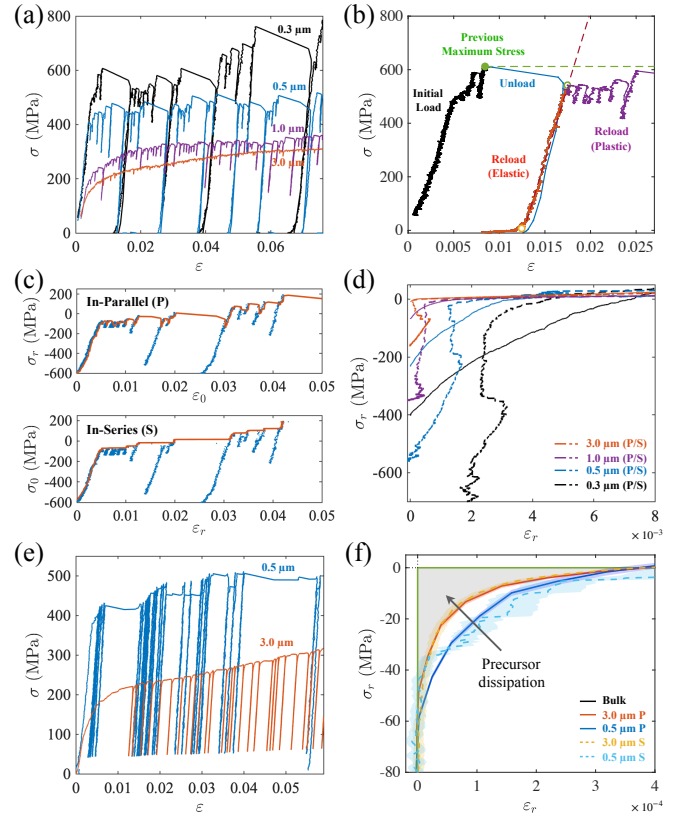 (a)
800
600
400
200
0
σ (MPa)
0
0.02
0.04
0.06
ε
0.3 μm
0.5 μm
1.0 μm
3.0 μm
(b)
800
600
400
200
0
σ (MPa)
0
0.005
0.01
0.015
0.02
0.025
ε
Previous
Maximum Stress
Initial
Load
Unload
Reload
(Elastic)
Reload
(Plastic)
(c)
In-Parallel (P)
200
0
-200
-400
-600
σr (MPa)
0
0.01
0.02
0.03
0.04
0.05
ε0
In-Series (S)
200
0
-200
-400
-600
σ0 (MPa)
0
0.01
0.02
0.03
0.04
0.05
εr
(d)
0
-200
-400
-600
σr (MPa)
0
2
4
6
8
εr
× 10⁻³
3.0 μm (P/S)
1.0 μm (P/S)
0.5 μm (P/S)
0.3 μm (P/S)
(e)
500
400
300
200
100
0
σ (MPa)
0
0.01
0.02
0.03
0.04
0.05
ε
0.5 μm
3.0 μm
(f)
0
-20
-40
-60
-80
σr (MPa)
0
1
2
3
4
εr
× 10⁻⁴
Precursor
dissipation
Bulk
3.0 μm P
0.5 μm P
3.0 μm S
0.5 μm S